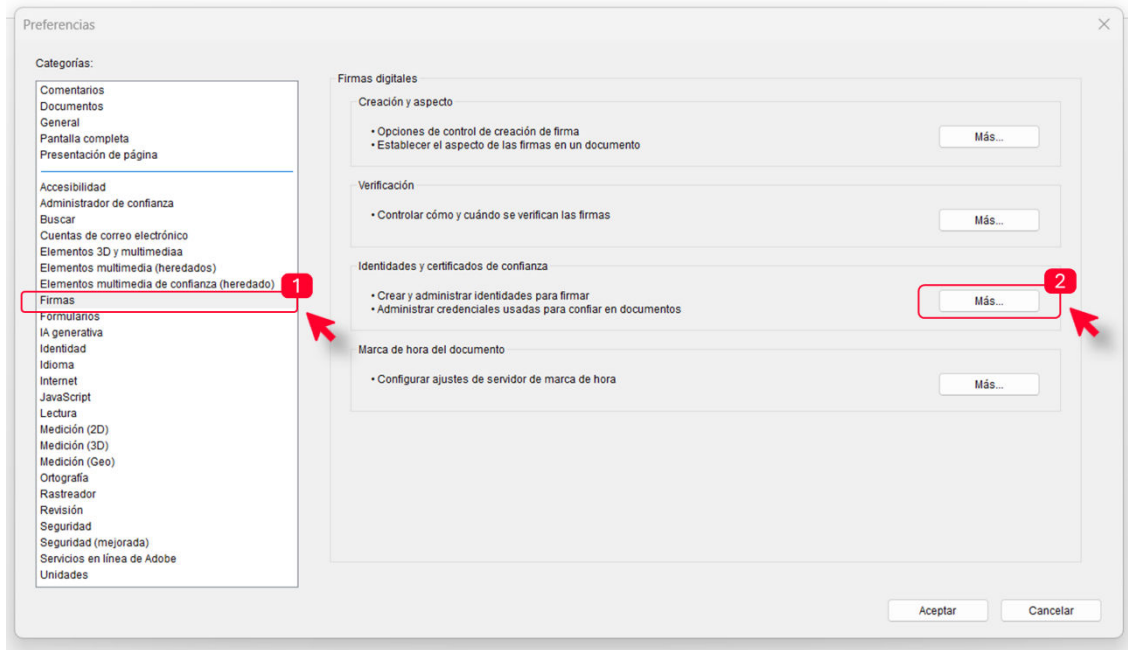 Preferencias
Categorías:
Comentarios
Documentos
General
Pantalla completa
Presentación de página
Accesibilidad
Administrador de confianza
Buscar
Cuentas de correo electrónico
Elementos 3D y multimediaa
Elementos multimedia (heredados)
Elementos multimedia de confianza (heredado)
1
Firmas
Formularios
IA generativa
Identidad
Idioma
Internet
JavaScript
Lectura
Medición (2D)
Medición (3D)
Medición (Geo)
Ortografía
Rastreador
Revisión
Seguridad
Seguridad (mejorada)
Servicios en línea de Adobe
Unidades
Firmas digitales
Creación y aspecto
• Opciones de control de creación de firma
• Establecer el aspecto de las firmas en un documento
Más...
Verificación
• Controlar cómo y cuándo se verifican las firmas
Más...
Identidades y certificados de confianza
• Crear y administrar identidades para firmar
• Administrar credenciales usadas para confiar en documentos
2
Más...
Marca de hora del documento
• Configurar ajustes de servidor de marca de hora
Más...
Aceptar
Cancelar